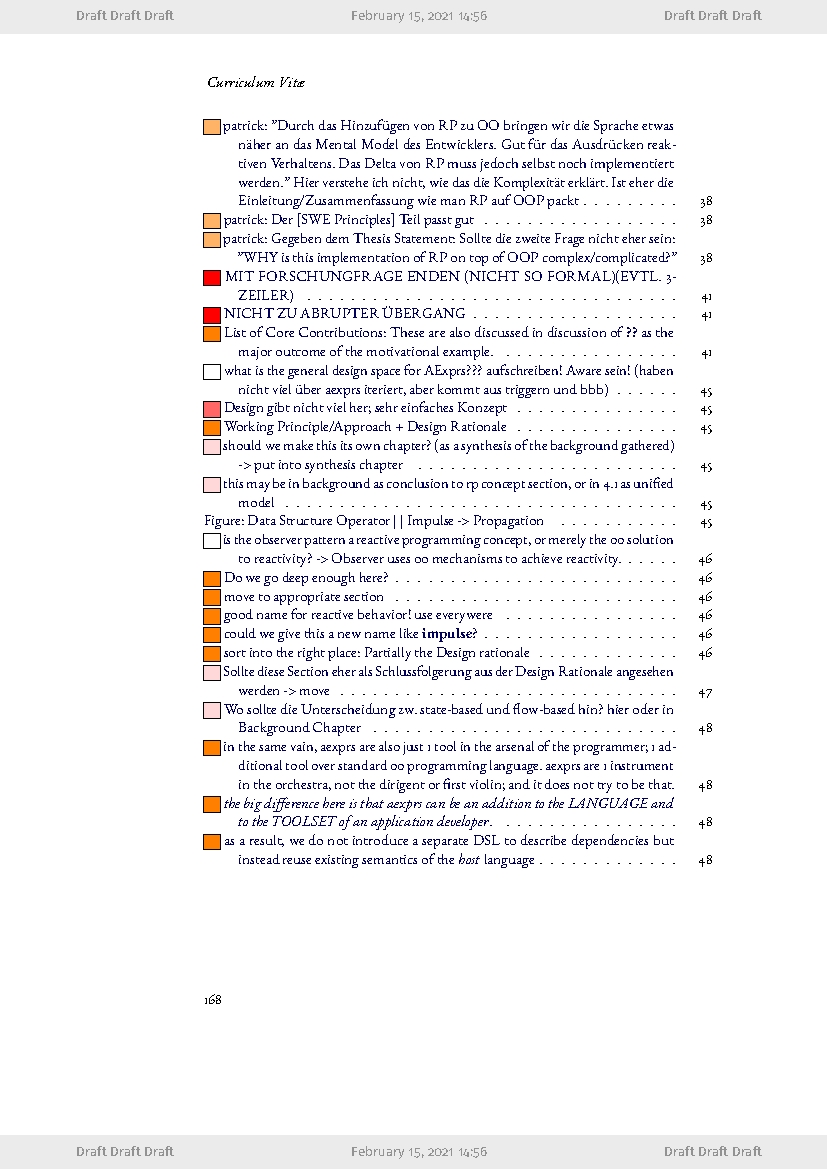 Draft Draft Draft February 15, 2021 14:56 Draft Draft Draft
Curriculum Vitæ
patrick: ”Durch das Hinzufügen von RP zu OO bringen wir die Sprache etwas
näher an das Mental Model des Entwicklers. Gut für das Ausdrücken reak-
tiven Verhaltens. Das Delta von RP muss jedoch selbst noch implementiert
werden.” Hier verstehe ich nicht, wie das die Komplexität erklärt. Ist eher die
Einleitung/Zusammenfassung wie man RP auf OOP packt . . . . . . . . . 38
patrick: Der [SWE Principles] Teil passt gut . . . . . . . . . . . . . . . . . . 38
patrick: Gegeben dem Thesis Statement: Sollte die zweite Frage nicht eher sein:
”WHY is this implementation of RP on top of OOP complex/complicated?” 38
MIT FORSCHUNGFRAGE ENDEN (NICHT SO FORMAL)(EVTL. 3-
ZEILER) . . . . . . . . . . . . . . . . . . . . . . . . . . . . . . . . . . 41
NICHT ZU ABRUPTER ÜBERGANG . . . . . . . . . . . . . . . . . . . 41
List of Core Contributions: These are also discussed in discussion of ?? as the
major outcome of the motivational example. . . . . . . . . . . . . . . . . 41
what is the general design space for AExprs??? aufschreiben! Aware sein! (haben
nicht viel über aexprs iteriert, aber kommt aus triggern und bbb) . . . . . . 45
Design gibt nicht viel her; sehr einfaches Konzept . . . . . . . . . . . . . . . 45
Working Principle/Approach + Design Rationale . . . . . . . . . . . . . . . 45
should we make this its own chapter? (as a synthesis of the background gathered)
-> put into synthesis chapter . . . . . . . . . . . . . . . . . . . . . . . . 45
this may be in background as conclusion to rp concept section, or in 4.1 as unified
model . . . . . . . . . . . . . . . . . . . . . . . . . . . . . . . . . . . . 45
Figure: Data Structure Operator || Impulse -> Propagation . . . . . . . . . . . 45
is the observer pattern a reactive programming concept, or merely the oo solution
to reactivity? -> Observer uses oo mechanisms to achieve reactivity. . . . . . 46
Do we go deep enough here? . . . . . . . . . . . . . . . . . . . . . . . . . . 46
move to appropriate section . . . . . . . . . . . . . . . . . . . . . . . . . . 46
good name for reactive behavior! use everywere . . . . . . . . . . . . . . . . 46
could we give this a new name like impulse? . . . . . . . . . . . . . . . . . . 46
sort into the right place: Partially the Design rationale . . . . . . . . . . . . . 46
Sollte diese Section eher als Schlussfolgerung aus der Design Rationale angesehen
werden -> move . . . . . . . . . . . . . . . . . . . . . . . . . . . . . . . 47
Wo sollte die Unterscheidung zw. state-based und flow-based hin? hier oder in
Background Chapter . . . . . . . . . . . . . . . . . . . . . . . . . . . . 48
in the same vain, aexprs are also just 1 tool in the arsenal of the programmer; 1 ad-
ditional tool over standard oo programming language. aexprs are 1 instrument
in the orchestra, not the dirigent or first violin; and it does not try to be that. 48
the big difference here is that aexprs can be an addition to the LANGUAGE and
to the TOOLSET of an application developer. . . . . . . . . . . . . . . . . 48
as a result, we do not introduce a separate DSL to describe dependencies but
instead reuse existing semantics of the host language . . . . . . . . . . . . . 48
168
Draft Draft Draft February 15, 2021 14:56 Draft Draft Draft